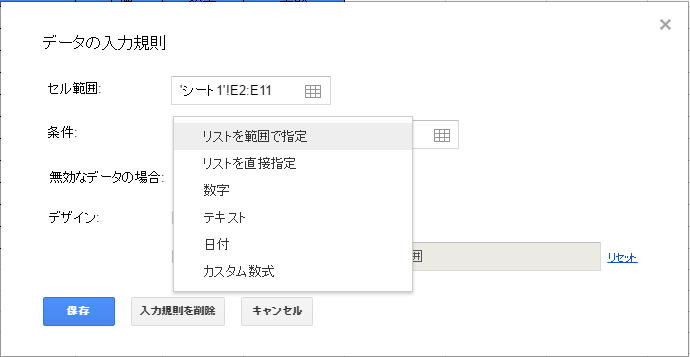 データの入力規則
セル範囲: 'シート1'!E2:E11
条件:
リストを範囲で指定
リストを直接指定
無効なデータの場合:
数字
デザイン: テキスト
日付
囲 リセット
カスタム数式
保存 入力規則を削除 キャンセル